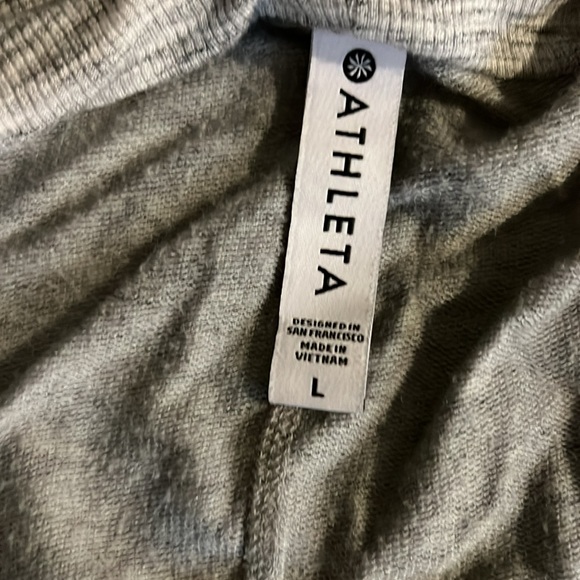 ATHLETA
DESIGNED IN
SAN FRANCISCO
MADE IN
VIETNAM
L